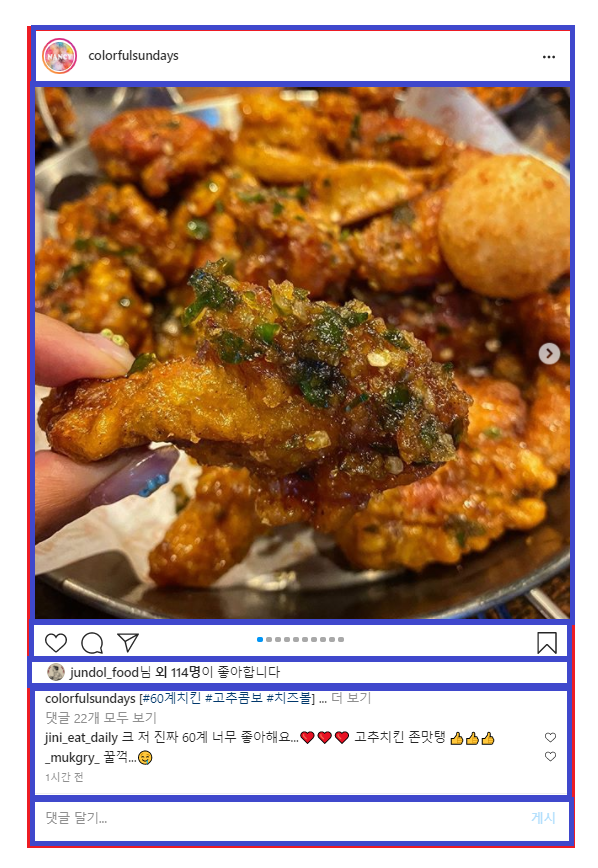 NANCY
colorfulsundays
jundol_food님 외 114명이 좋아합니다
colorfulsundays [#60계치킨 #고추콤보 #치즈볼] ... 더 보기
댓글 22개 모두 보기
jini_eat_daily 크 저 진짜 60계 너무 좋아해요...❤️❤️❤️ 고추치킨 존맛탱 👍👍👍
_mukgry_ 꿀꺽...😉
1시간 전
댓글 달기... 게시